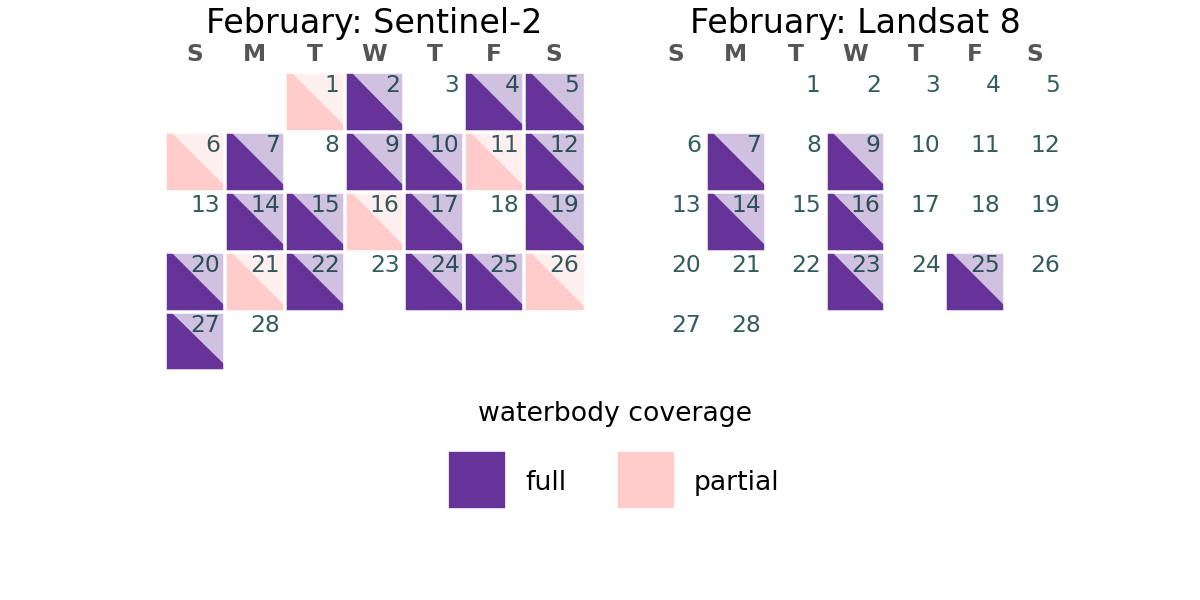 February: Sentinel-2
S M T W T F S
1 2 3 4 5
6 7 8 9 10 11 12
13 14 15 16 17 18 19
20 21 22 23 24 25 26
27 28
February: Landsat 8
S M T W T F S
1 2 3 4 5
6 7 8 9 10 11 12
13 14 15 16 17 18 19
20 21 22 23 24 25 26
27 28
waterbody coverage
full partial